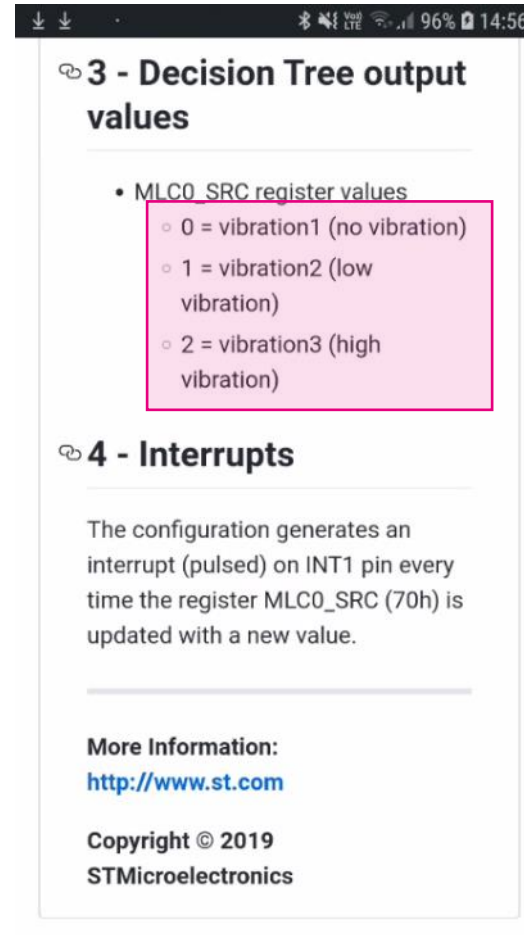 96% 14:56
3 - Decision Tree output
values
• MLC0_SRC register values
0 = vibration1 (no vibration)
1 = vibration2 (low
vibration)
2 = vibration3 (high
vibration)
4 - Interrupts
The configuration generates an
interrupt (pulsed) on INT1 pin every
time the register MLC0_SRC (70h) is
updated with a new value.
More Information:
http://www.st.com
Copyright © 2019
STMicroelectronics